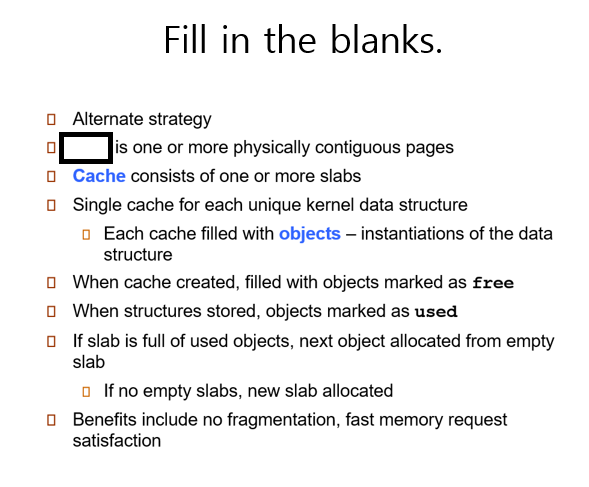 Fill in the blanks.
Alternate strategy
is one or more physically contiguous pages
Cache consists of one or more slabs
Single cache for each unique kernel data structure
Each cache filled with objects – instantiations of the data
structure
When cache created, filled with objects marked as free
When structures stored, objects marked as used
If slab is full of used objects, next object allocated from empty
slab
If no empty slabs, new slab allocated
Benefits include no fragmentation, fast memory request
satisfaction